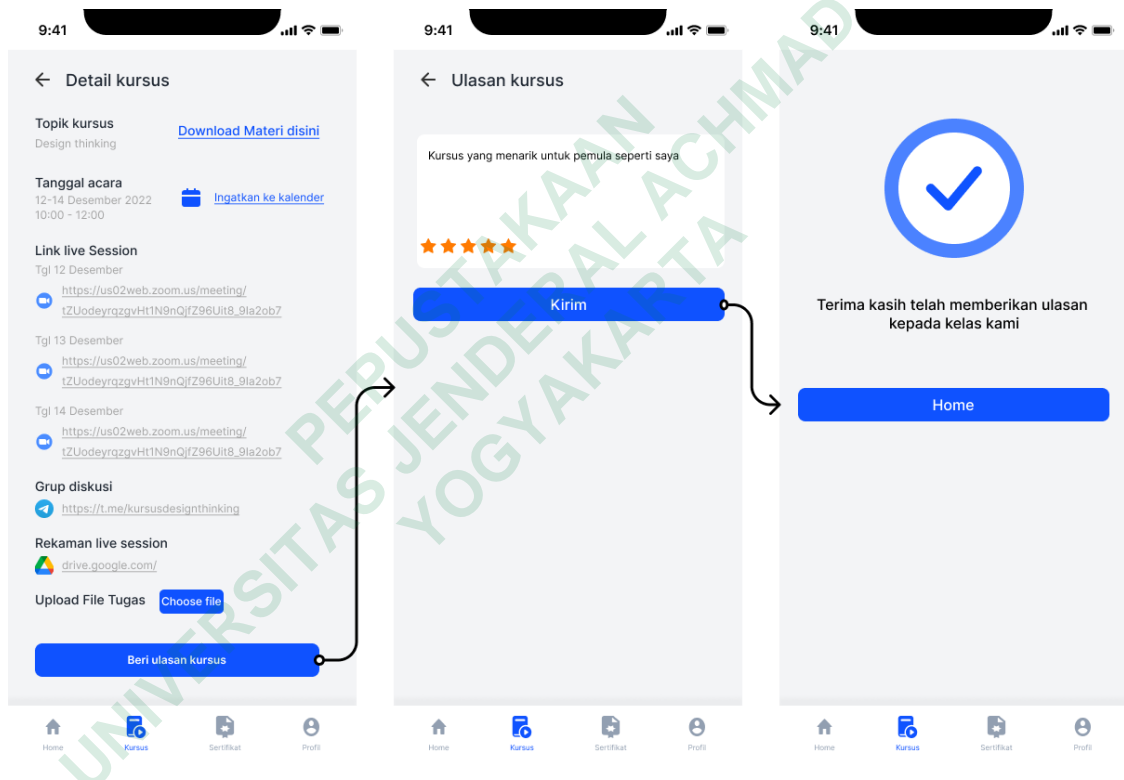 9:41
Detail kursus
Topik kursus
Design thinking
Download Materi disini
Tanggal acara
12-14 Desember 2022
10:00 - 12:00
Ingatkan ke kalender
Link live Session
Tgl 12 Desember
https://us02web.zoom.us/meeting/
tZUodeyrqzgvHt1N9nQjfZ96Uit8_9Ia2ob7
Tgl 13 Desember
https://us02web.zoom.us/meeting/
tZUodeyrqzgvHt1N9nQjfZ96Uit8_9Ia2ob7
Tgl 14 Desember
https://us02web.zoom.us/meeting/
tZUodeyrqzgvHt1N9nQjfZ96Uit8_9Ia2ob7
Grup diskusi
https://t.me/kursusdesignthinking
Rekaman live session
drive.google.com/
Upload File Tugas
Choose file
Beri ulasan kursus
Home Kursus Sertifikat Profil
9:41
Ulasan kursus
Kursus yang menarik untuk pemula seperti saya
Kirim
Home Kursus Sertifikat Profil
9:41
Terima kasih telah memberikan ulasan
kepada kelas kami
Home
Home Kursus Sertifikat Profil
PERPUSTAKAAN
UNIVERSITAS JENDERAL ACHMAD
YOGYAKARTA